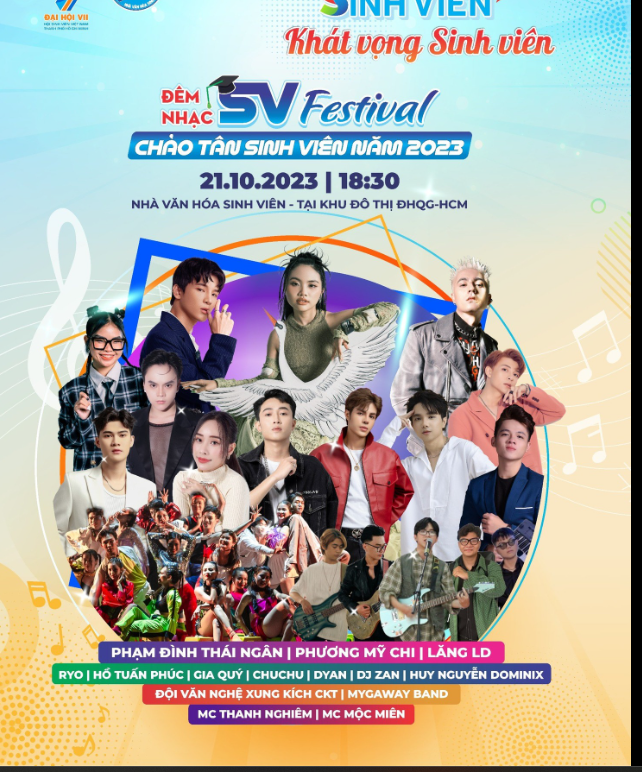 ĐẠI HỘI VII
SINH VIÊN
Khát vọng Sinh viên
ĐÊM NHẠC SV Festival
CHÀO TÂN SINH VIÊN NĂM 2023
21.10.2023 | 18:30
NHÀ VĂN HÓA SINH VIÊN - TẠI KHU ĐÔ THỊ ĐHQG-HCM
PHẠM ĐÌNH THÁI NGÂN | PHƯƠNG MỸ CHI | LĂNG LD
RYO | HỒ TUẤN PHÚC | GIA QUÝ | CHUCHU | DYAN | DJ ZAN | HUY NGUYỄN DOMINIX
ĐỘI VĂN NGHỆ XUNG KÍCH CKT | MYGAWAY BAND
MC THANH NGHIÊM | MC MỘC MIÊN